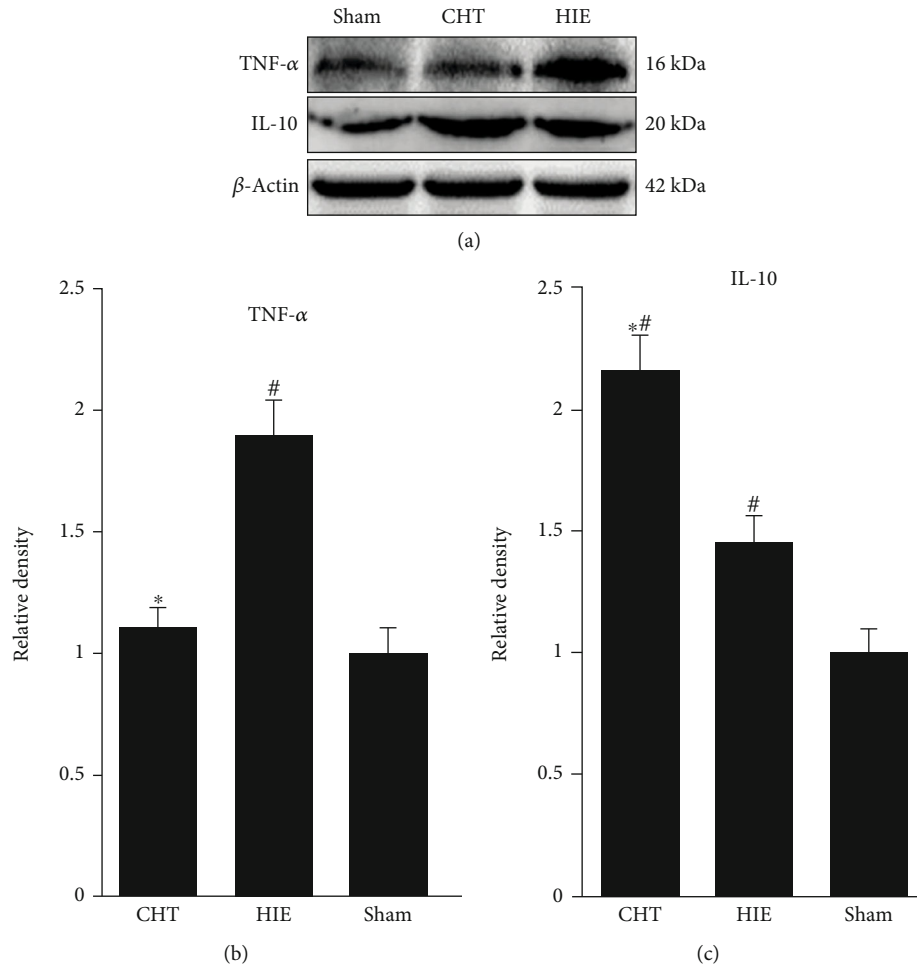 Sham CHT HIE
TNF-α 16 kDa
IL-10 20 kDa
β-Actin 42 kDa
(a)
TNF-α
Relative density
2.5
2
1.5
1
0.5
0
*
#
CHT HIE Sham
(b)
IL-10
Relative density
2.5
2
1.5
1
0.5
0
*#
#
CHT HIE Sham
(c)